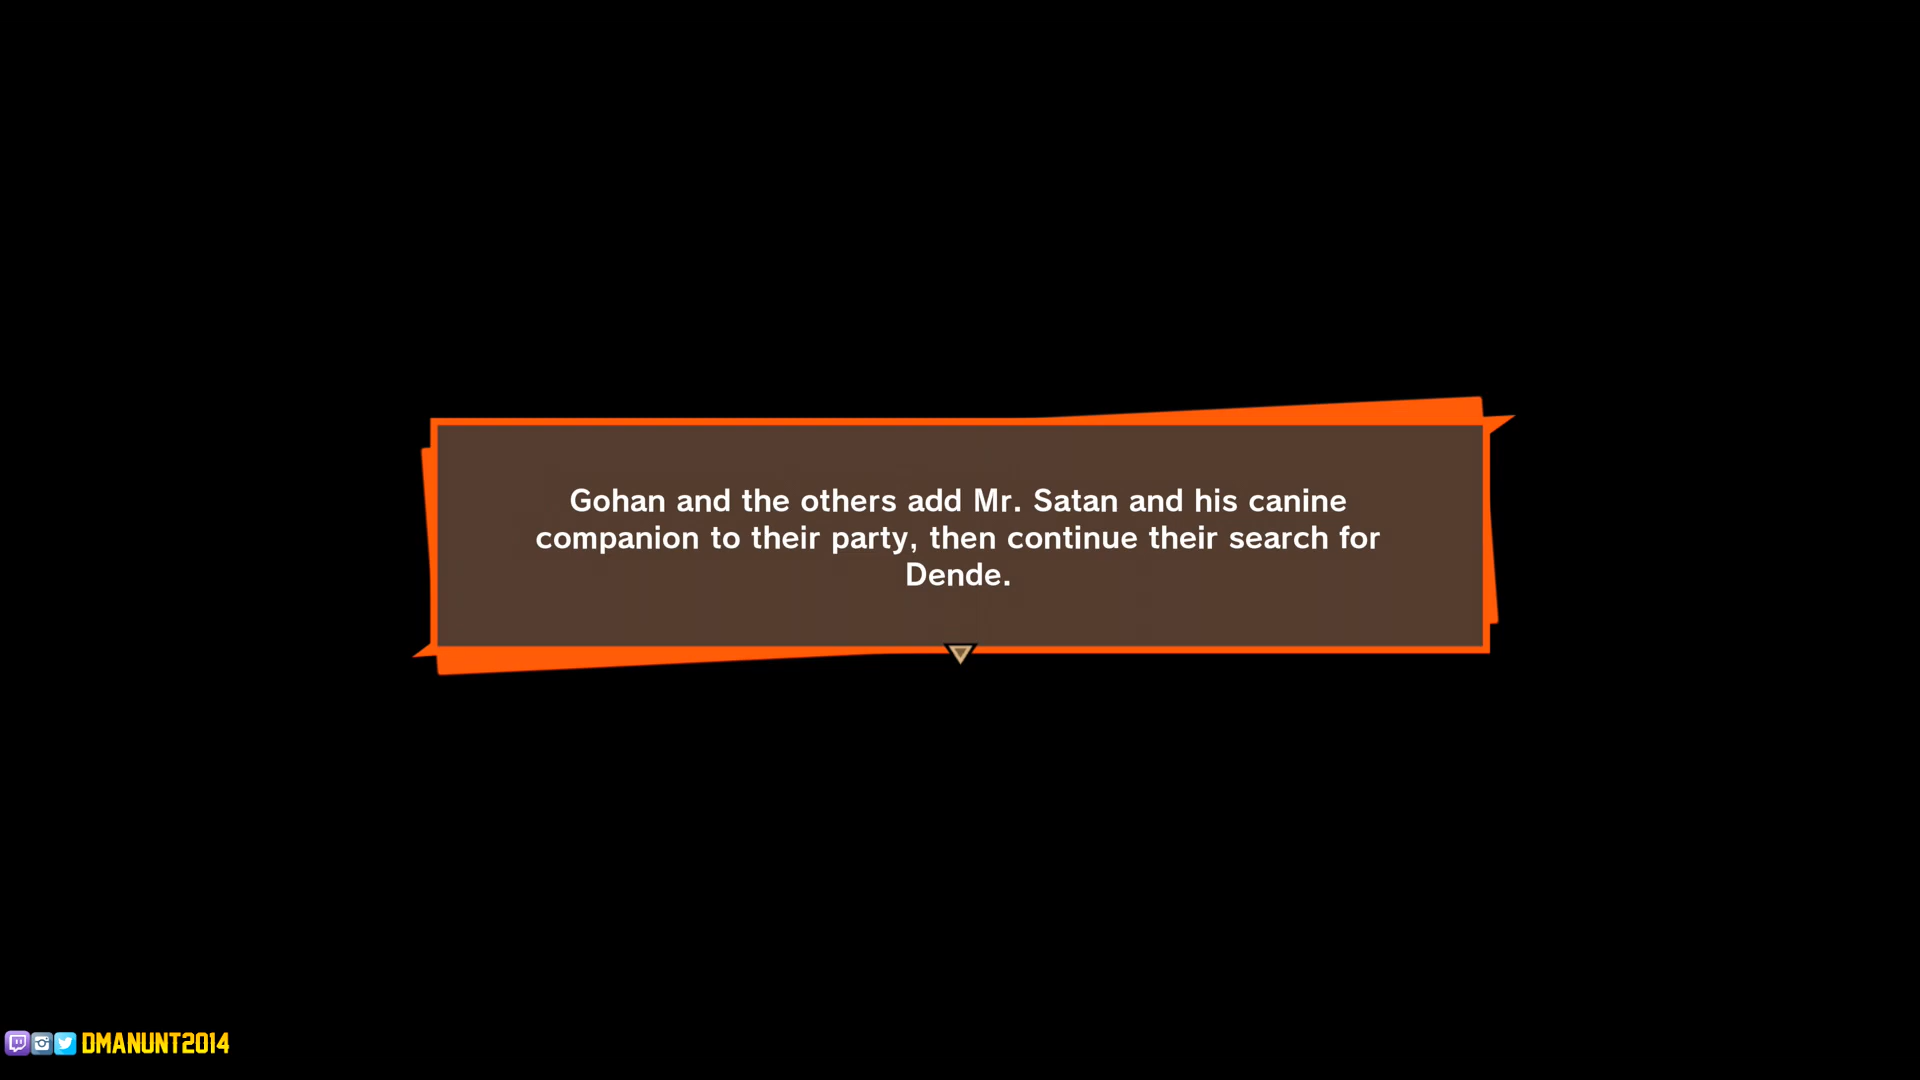 Gohan and the others add Mr. Satan and his canine
companion to their party, then continue their search for
Dende.
DMANUNT2014